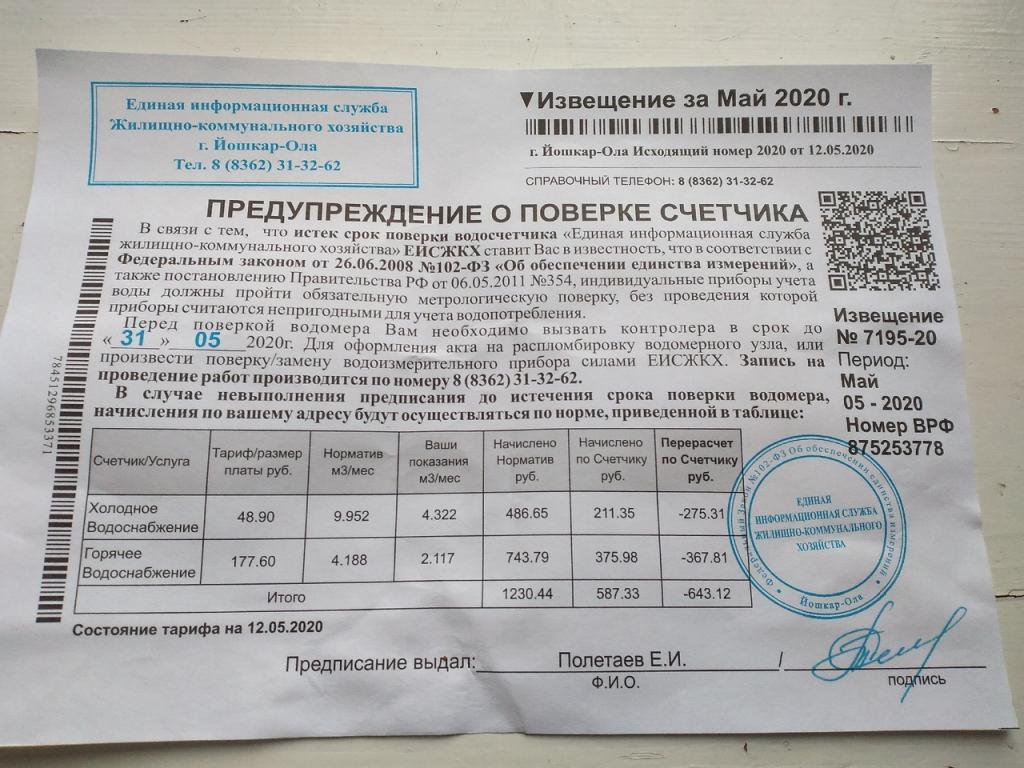 Единая информационная служба
Жилищно-коммунального хозяйства
г. Йошкар-Ола
Тел. 8 (8362) 31-32-62
▼Извещение за Май 2020 г.
г. Йошкар-Ола Исходящий номер 2020 от 12.05.2020
СПРАВОЧНЫЙ ТЕЛЕФОН: 8 (8362) 31-32-62
ПРЕДУПРЕЖДЕНИЕ О ПОВЕРКЕ СЧЕТЧИКА
В связи с тем, что истек срок поверки водосчетчика «Единая информационная служба
жилищно-коммунального хозяйства» ЕИСЖКХ ставит Вас в известность, что в соответствии с
Федеральным законом от 26.06.2008 №102-ФЗ «Об обеспечении единства измерений», а
также постановлению Правительства РФ от 06.05.2011 №354, индивидуальные приборы учета
воды должны пройти обязательную метрологическую поверку, без проведения которой
приборы считаются непригодными для учета водопотребления.
Перед поверкой водомера Вам необходимо вызвать контролера в срок до
«31» 05 2020г. Для оформления акта на распломбировку водомерного узла, или
произвести поверку/замену водоизмерительного прибора силами ЕИСЖКХ. Запись на
проведение работ производится по номеру 8 (8362) 31-32-62.
В случае невыполнения предписания до истечения срока поверки водомера,
начисления по вашему адресу будут осуществляться по норме, приведенной в таблице:
Извещение
№ 7195-20
Период:
Май
05 - 2020
Номер ВРФ
875253778
78451296853371
Счетчик/Услуга Тариф/размер платы руб. Норматив м3/мес Ваши показания м3/мес Начислено Норматив руб. Начислено по Счетчику руб. Перерасчет по Счетчику руб.
Холодное Водоснабжение 48.90 9.952 4.322 486.65 211.35 -275.31
Горячее Водоснабжение 177.60 4.188 2.117 743.79 375.98 -367.81
Итого 1230.44 587.33 -643.12
Федеральный Закон №102-ФЗ Об обеспечении единства измерений
ЕДИНАЯ
ИНФОРМАЦИОННАЯ СЛУЖБА
ЖИЛИЩНО-КОММУНАЛЬНОГО
ХОЗЯЙСТВА
Йошкар-Ола
Состояние тарифа на 12.05.2020
Предписание выдал: Полетаев Е.И. /
Ф.И.О. подпись